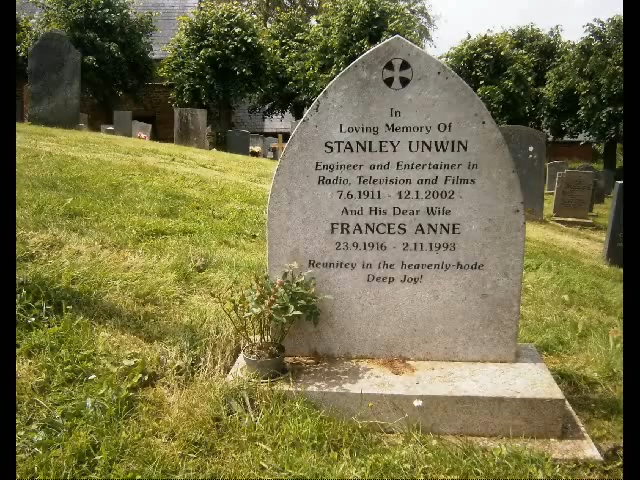 In
Loving Memory Of
STANLEY UNWIN
Engineer and Entertainer in
Radio, Television and Films
7.6.1911 - 12.1.2002
And His Dear Wife
FRANCES ANNE
23.9.1916 - 2.11.1993
Reunitey in the heavenly-hode
Deep Joy!